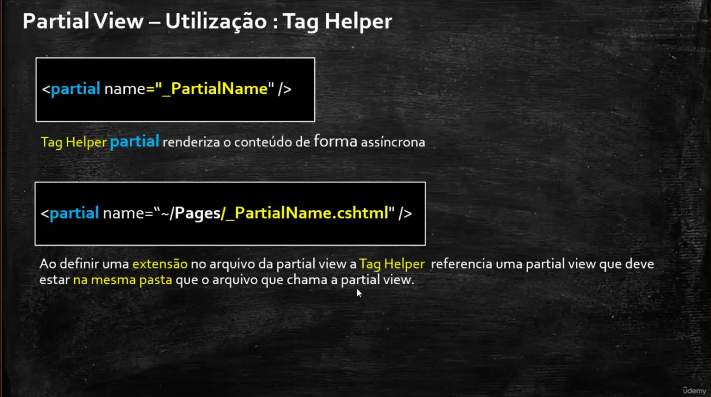 Partial View – Utilização : Tag Helper
<partial name="_PartialName" />
Tag Helper partial renderiza o conteúdo de forma assíncrona
<partial name=“~/Pages/_PartialName.cshtml" />
Ao definir uma extensão no arquivo da partial view a Tag Helper referencia uma partial view que deve
estar na mesma pasta que o arquivo que chama a partial view.
ûdemy